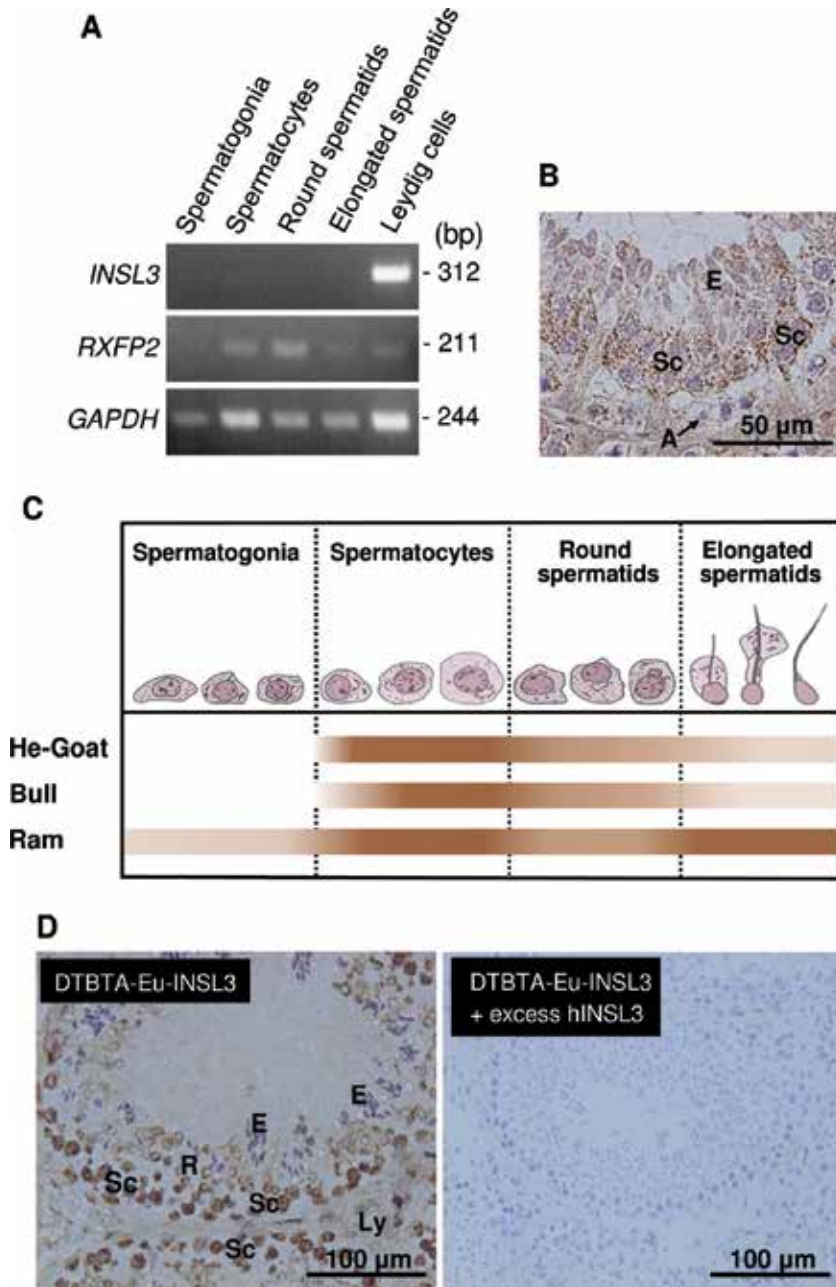 A
Spermatogonia
Spermatocytes
Round spermatids
Elongated spermatids
Leydig cells
(bp)
INSL3
- 312
RXFP2
- 211
GAPDH
- 244
B
E
Sc
Sc
A
50 µm
C
Spermatogonia
Spermatocytes
Round
spermatids
Elongated
spermatids
He-Goat
Bull
Ram
D
DTBTA-Eu-INSL3
E
E
R
Sc
Sc
Sc
Ly
100 µm
DTBTA-Eu-INSL3
+ excess hINSL3
100 µm